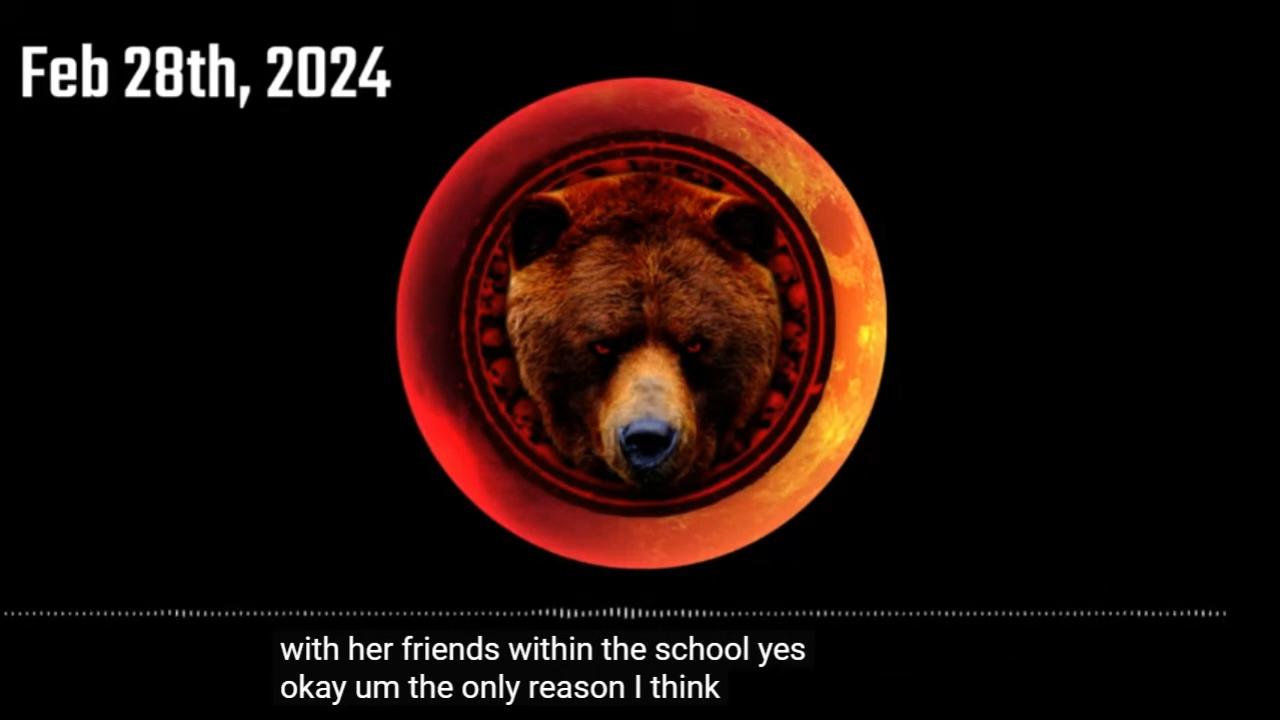 Feb 28th, 2024
with her friends within the school yes
okay um the only reason I think